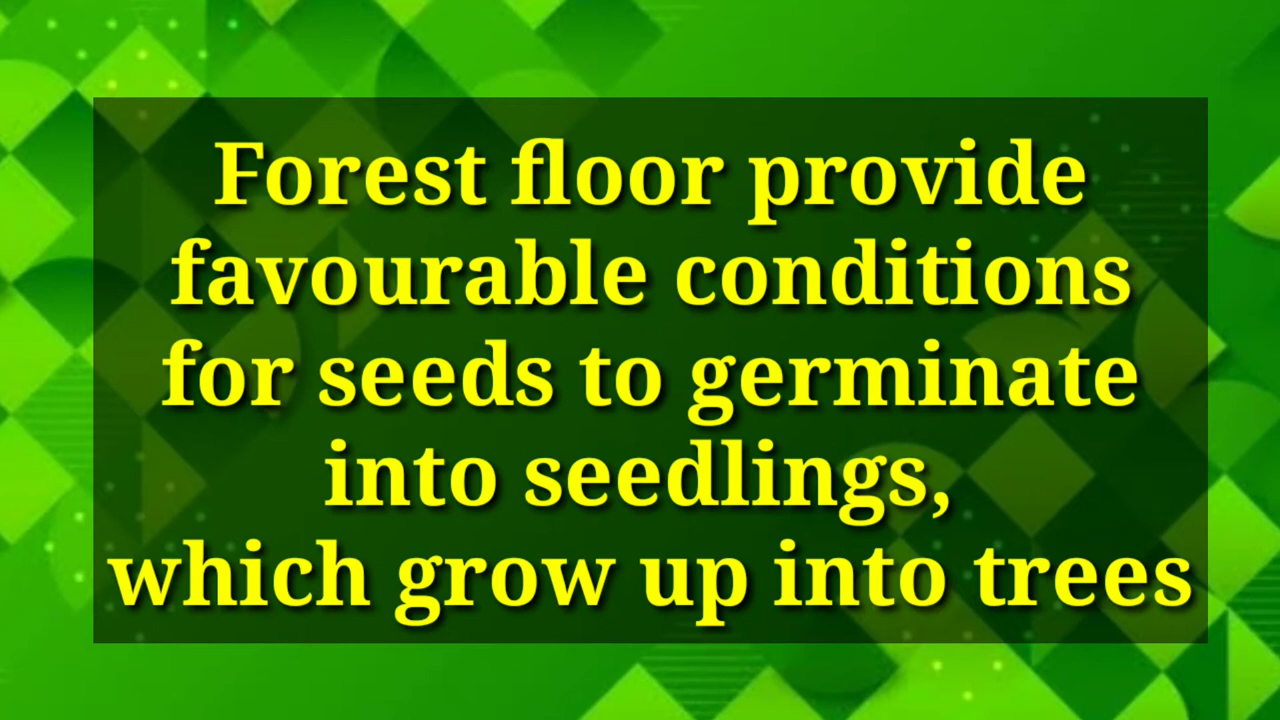 Forest floor provide
favourable conditions
for seeds to germinate
into seedlings,
which grow up into trees